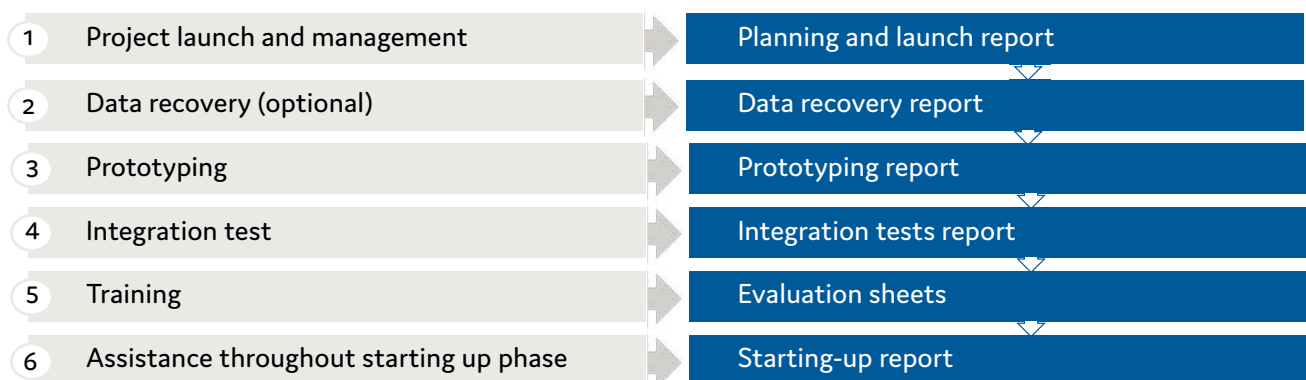 1 Project launch and management Planning and launch report
2 Data recovery (optional) Data recovery report
3 Prototyping Prototyping report
4 Integration test Integration tests report
5 Training Evaluation sheets
6 Assistance throughout starting up phase Starting-up report